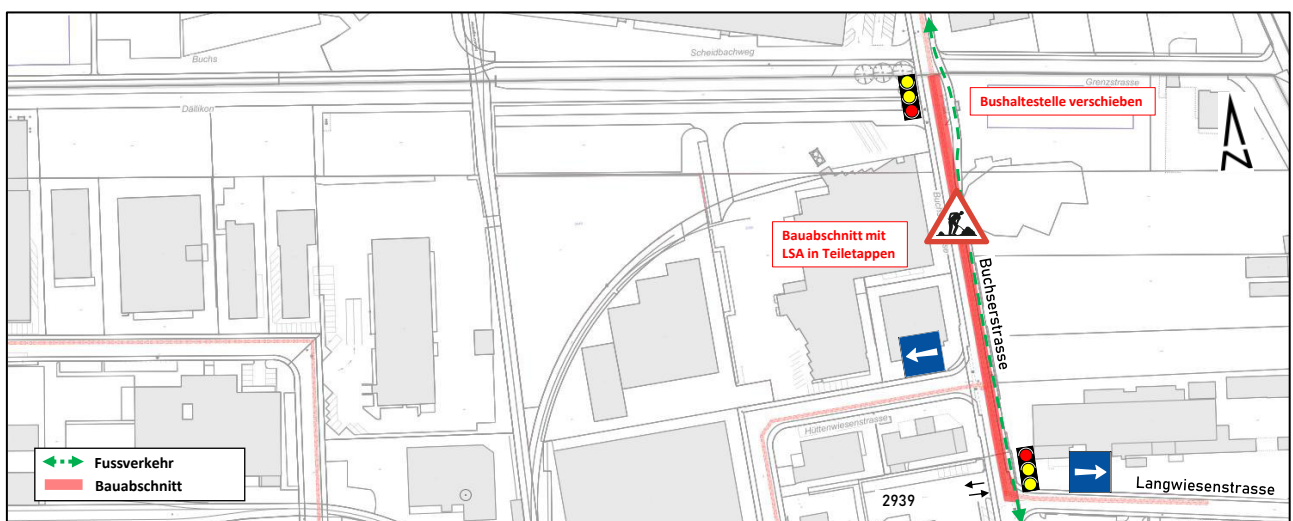 Buchs
Scheidbachweg
Grenzstrasse
Dällikon
Bushaltestelle verschieben
N
Bauabschnitt mit
LSA in Teiletappen
Buchserstrasse
Hüttenwiesenstrasse
Fussverkehr
Bauabschnitt
2939
Langwiesenstrasse